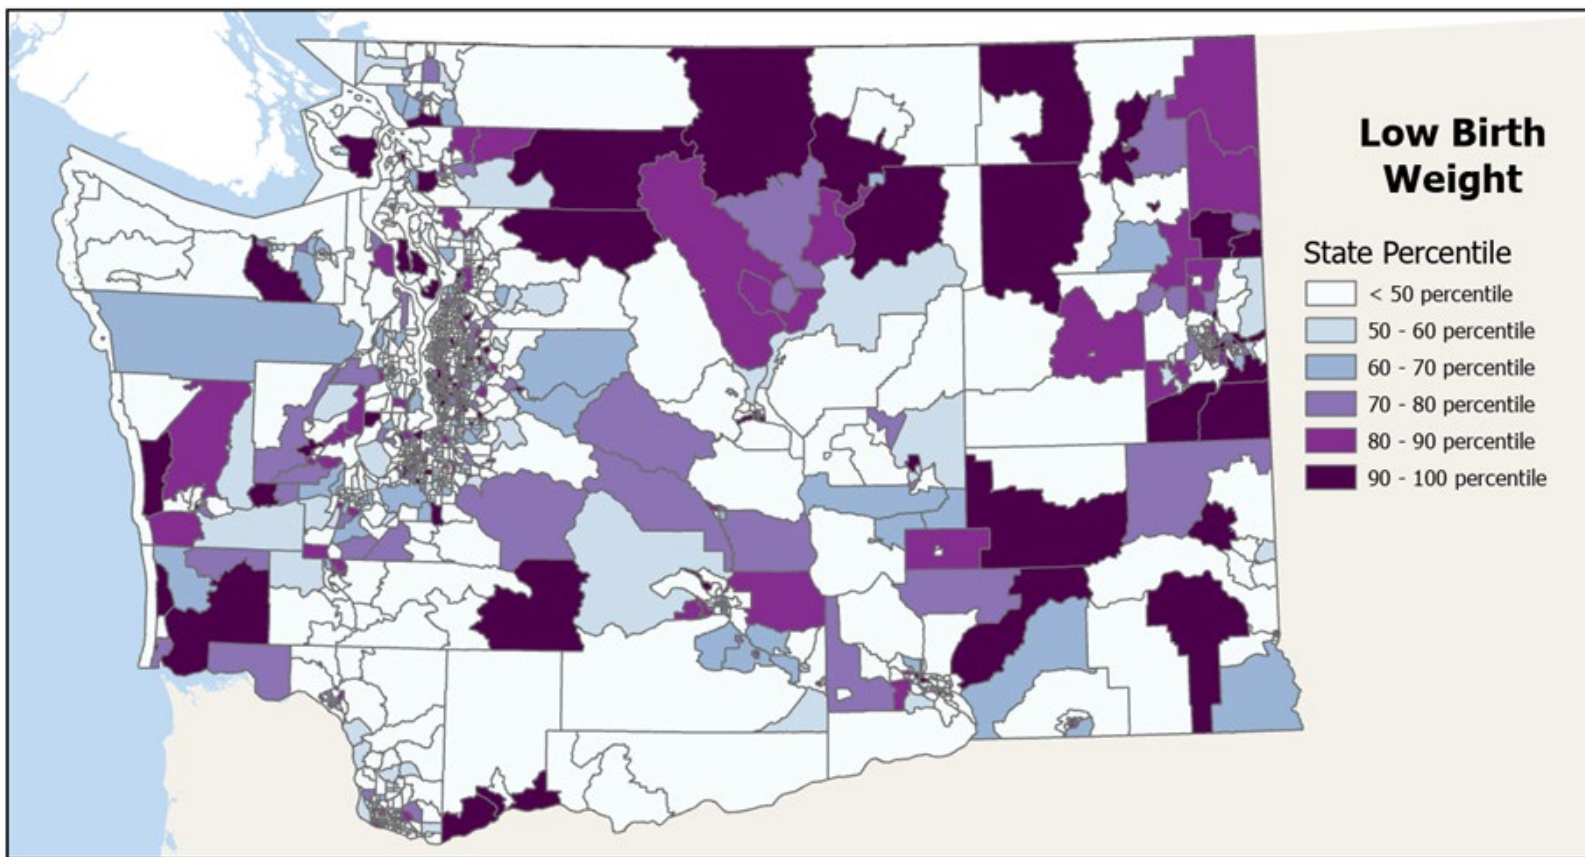 Low Birth
Weight
State Percentile
< 50 percentile
50 - 60 percentile
60 - 70 percentile
70 - 80 percentile
80 - 90 percentile
90 - 100 percentile